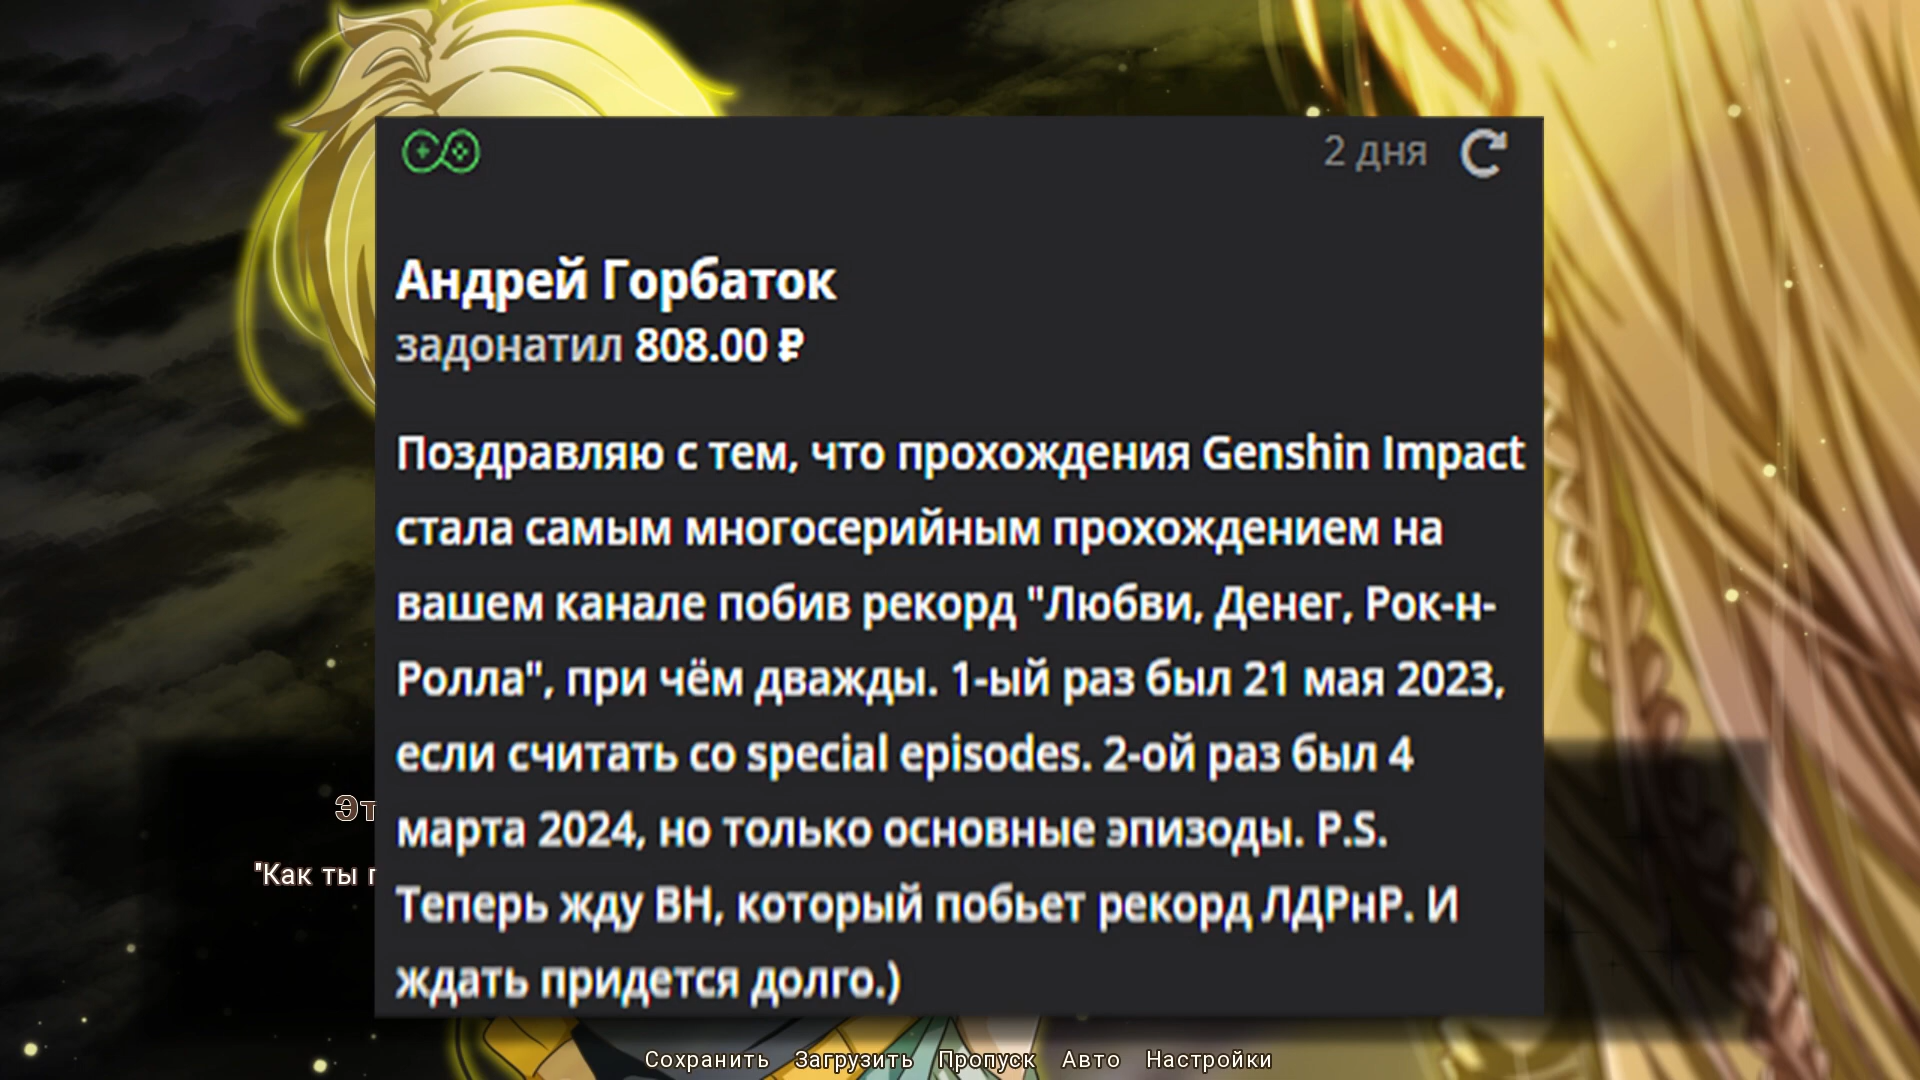 2 дня
Андрей Горбаток
задонатил 808.00 ₽
Поздравляю с тем, что прохождения Genshin Impact
стала самым многосерийным прохождением на
вашем канале побив рекорд "Любви, Денег, Рок-н-
Ролла", при чём дважды. 1-ый раз был 21 мая 2023,
если считать со special episodes. 2-ой раз был 4
марта 2024, но только основные эпизоды. P.S.
Теперь жду ВН, который побьет рекорд ЛДРнР. И
ждать придется долго.)
Эт
"Как ты п
Сохранить Загрузить Пропуск Авто Настройки